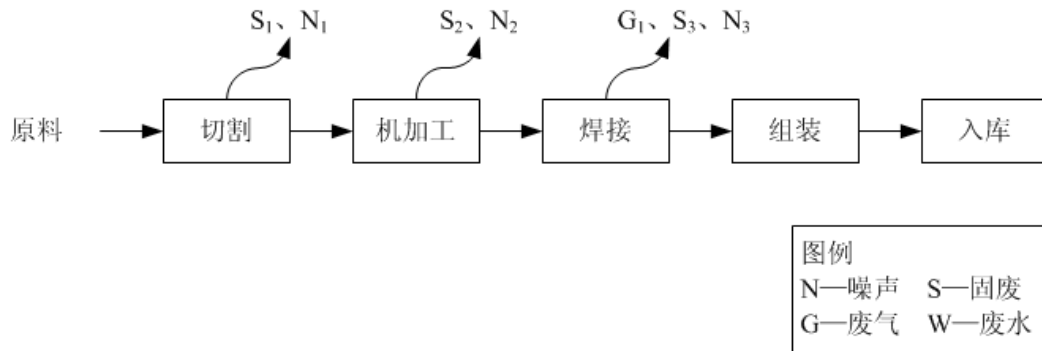 S₁、N₁
S₂、N₂
G₁、S₃、N₃
原料
切割
机加工
焊接
组装
入库
图例
N—噪声 S—固废
G—废气 W—废水